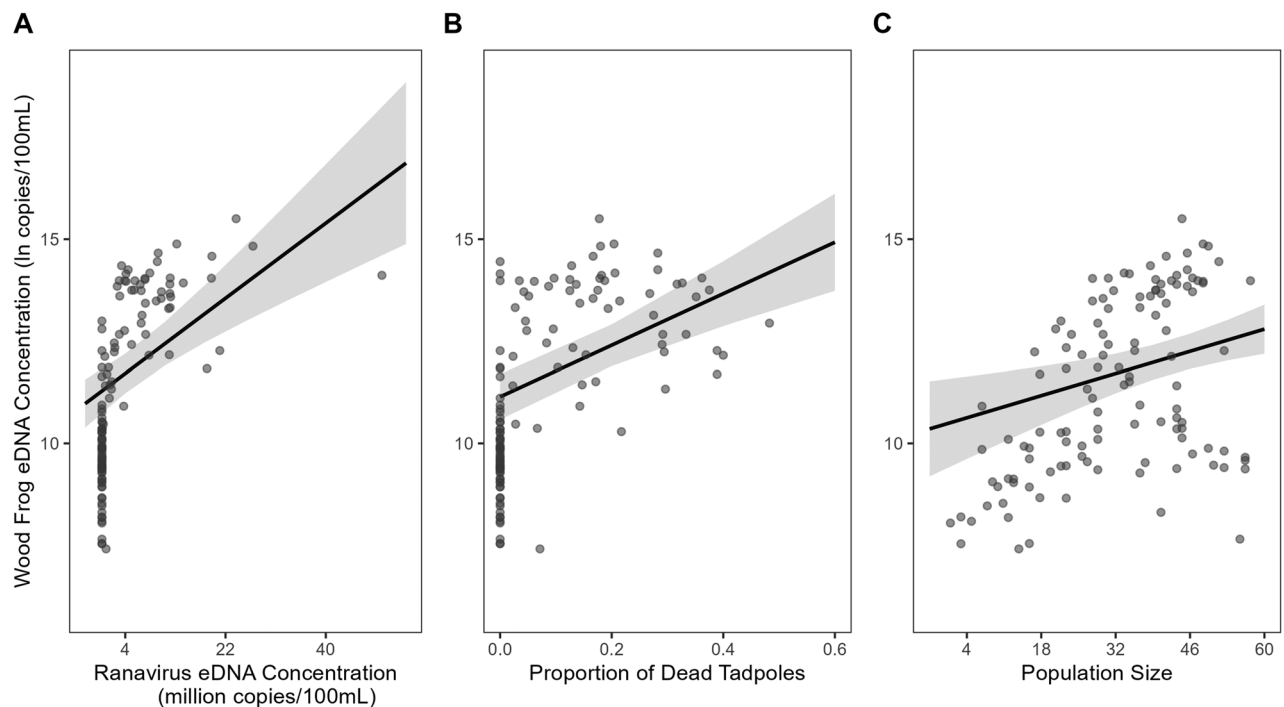 A
B
C
Wood Frog eDNA Concentration (ln copies/100mL)
15
10
4
22
40
Ranavirus eDNA Concentration
(million copies/100mL)
15
10
0.0
0.2
0.4
0.6
Proportion of Dead Tadpoles
15
10
4
18
32
46
60
Population Size